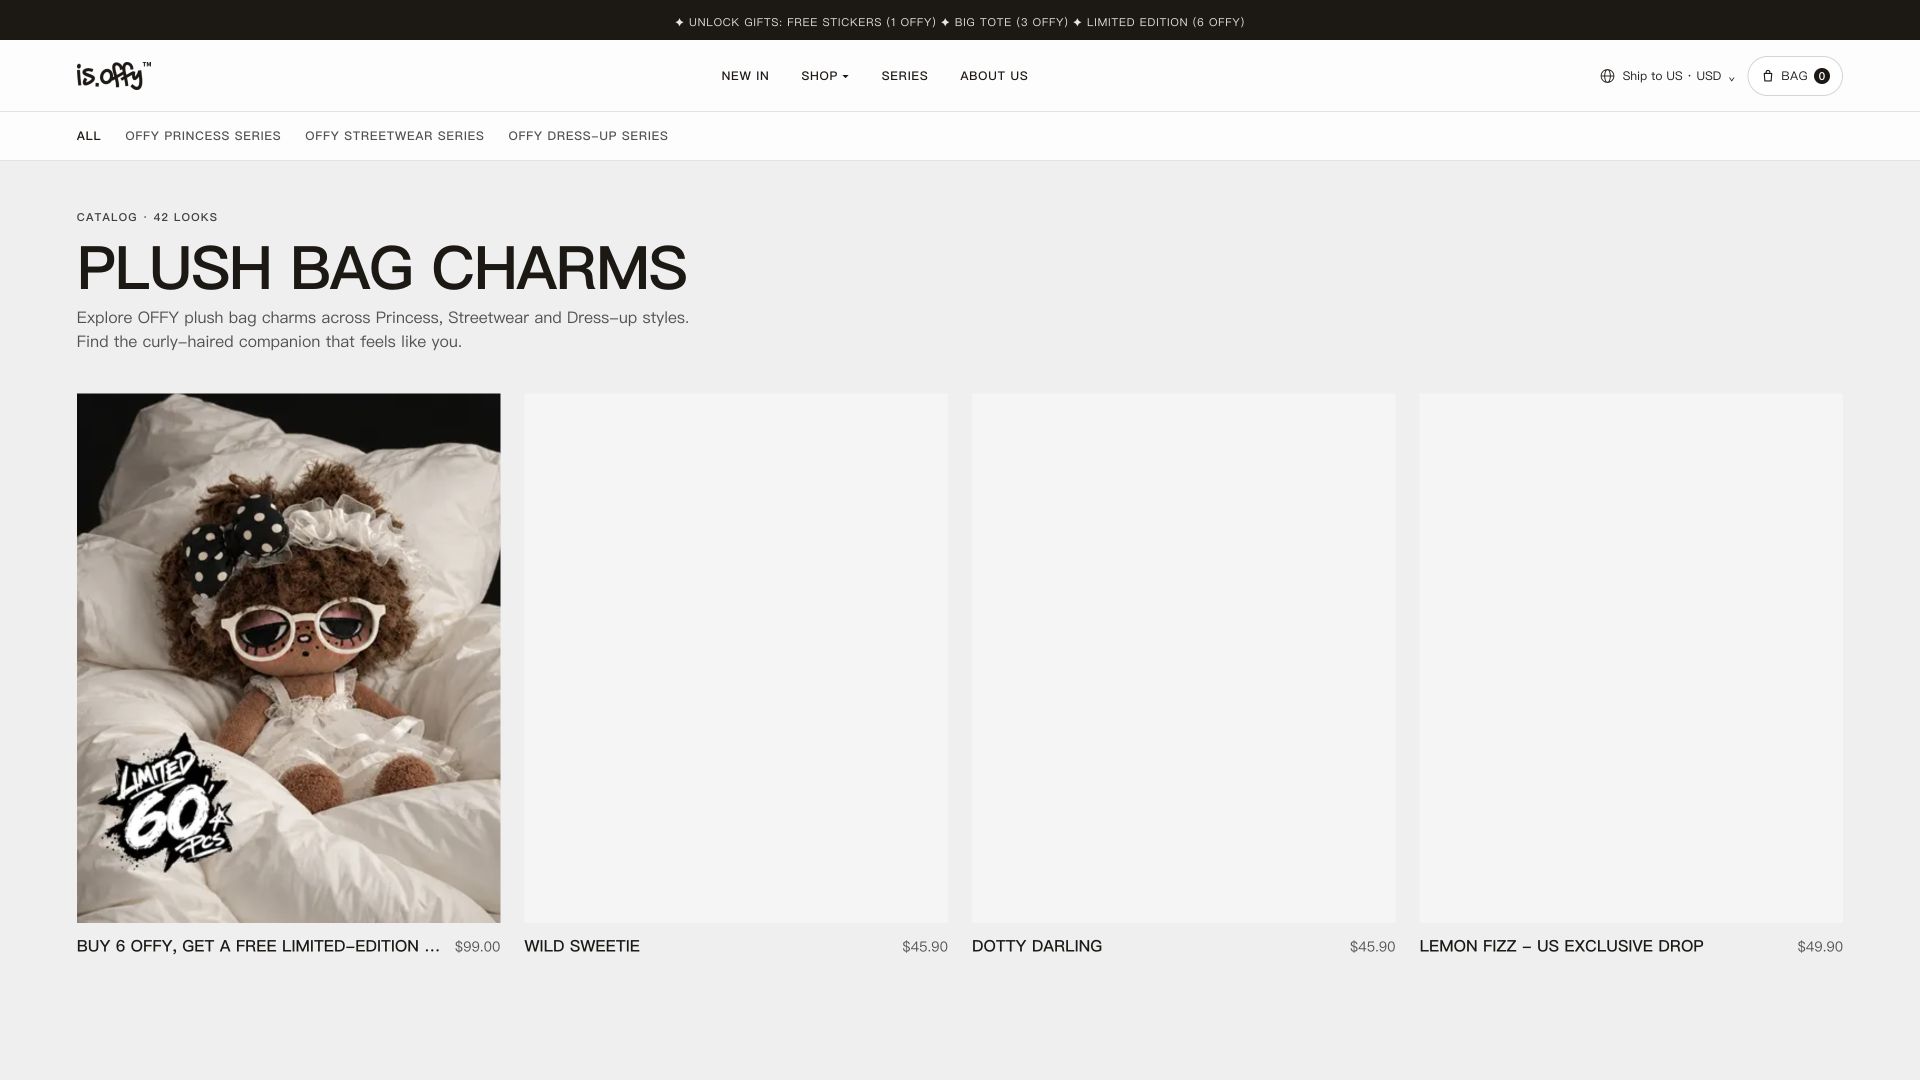 ✦ UNLOCK GIFTS: FREE STICKERS (1 OFFY) ✦ BIG TOTE (3 OFFY) ✦ LIMITED EDITION (6 OFFY)
is.offy™
NEW IN
SHOP
SERIES
ABOUT US
Ship to US · USD
BAG 0
ALL
OFFY PRINCESS SERIES
OFFY STREETWEAR SERIES
OFFY DRESS-UP SERIES
CATALOG · 42 LOOKS
PLUSH BAG CHARMS
Explore OFFY plush bag charms across Princess, Streetwear and Dress-up styles.
Find the curly-haired companion that feels like you.
LIMITED
60
PCS
BUY 6 OFFY, GET A FREE LIMITED-EDITION ...
$99.00
WILD SWEETIE
$45.90
DOTTY DARLING
$45.90
LEMON FIZZ - US EXCLUSIVE DROP
$49.90